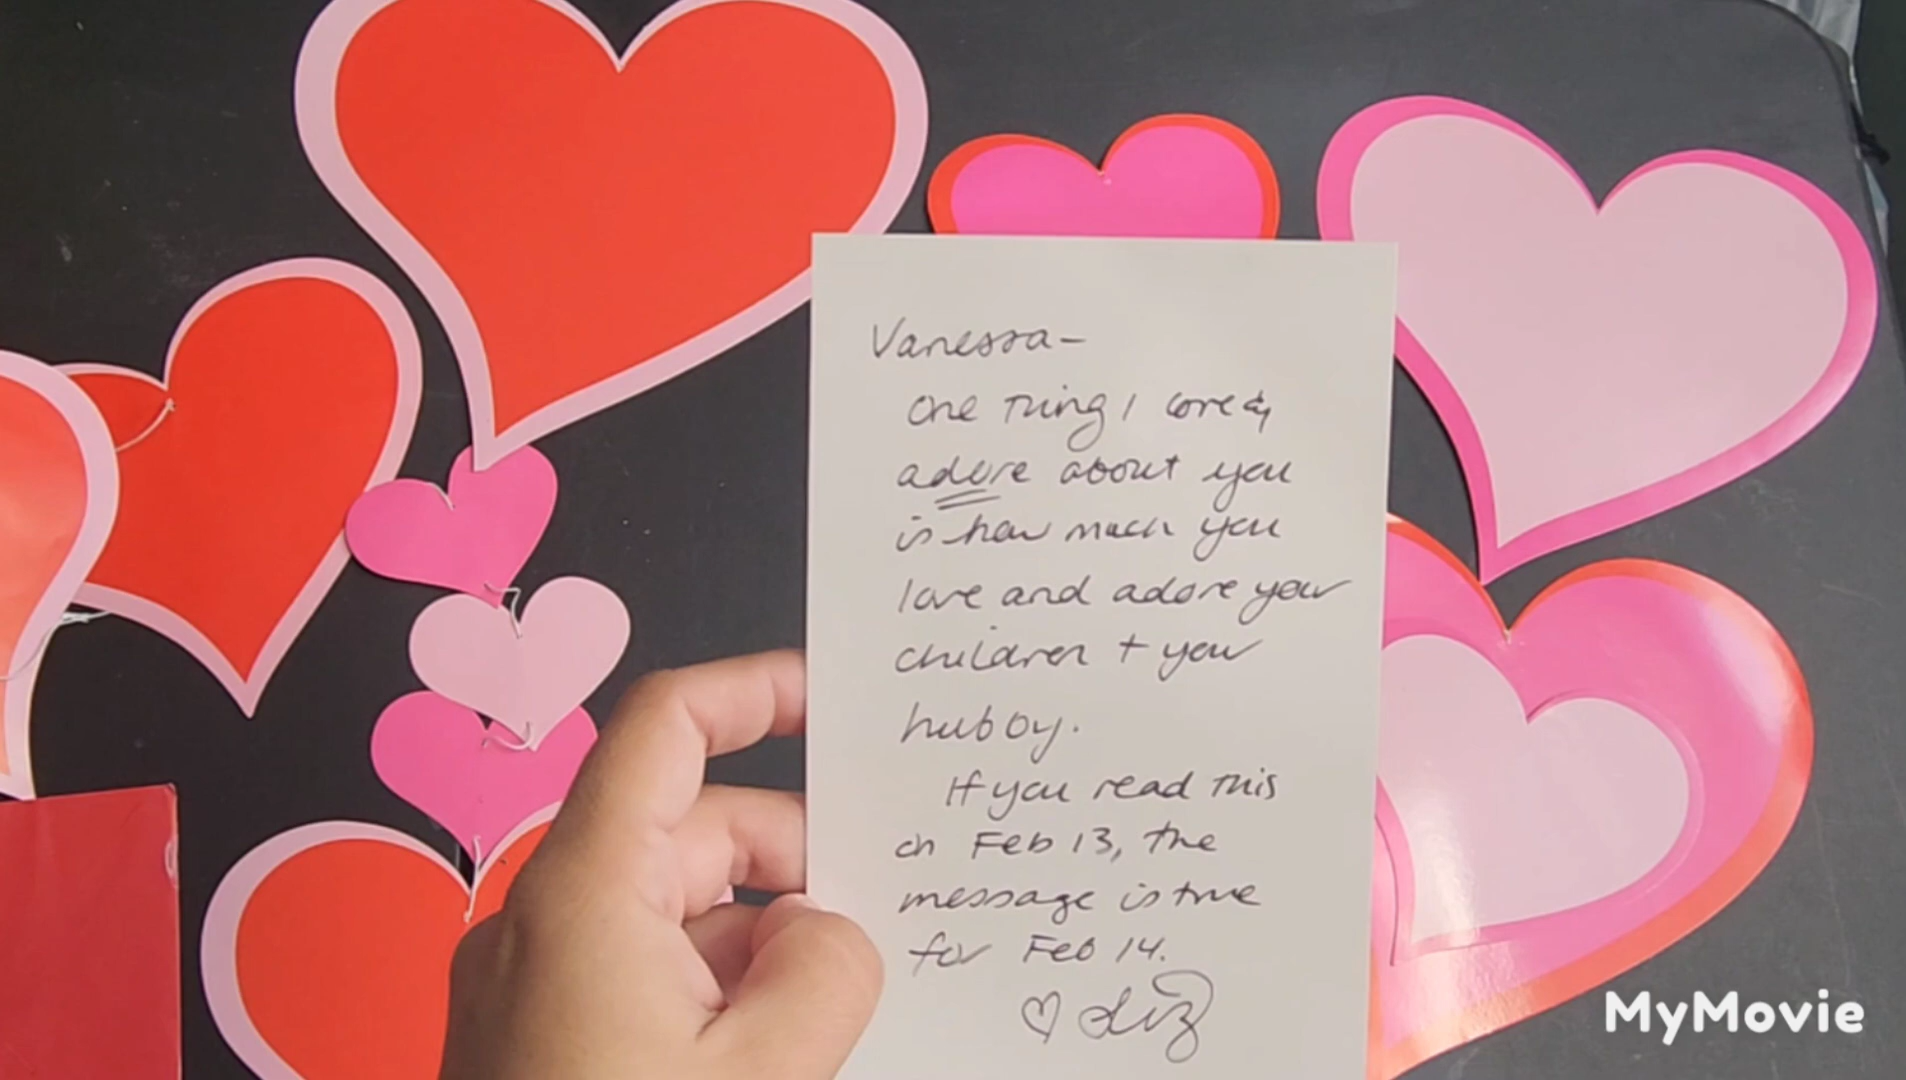 Vanessa-
One thing I love &
adore about you
is how much you
love and adore your
children + your
hubby.
If you read this
on Feb 13, the
message is true
for Feb 14.
♡ Liz
MyMovie